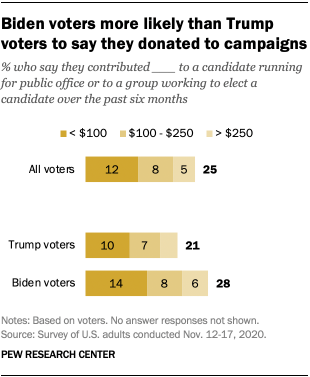 Biden voters more likely than Trump
voters to say they donated to campaigns
% who say they contributed ___ to a candidate running
for public office or to a group working to elect a
candidate over the past six months
< $100 $100 - $250 > $250
All voters 12 8 5 25
Trump voters 10 7 21
Biden voters 14 8 6 28
Notes: Based on voters. No answer responses not shown.
Source: Survey of U.S. adults conducted Nov. 12-17, 2020.
PEW RESEARCH CENTER